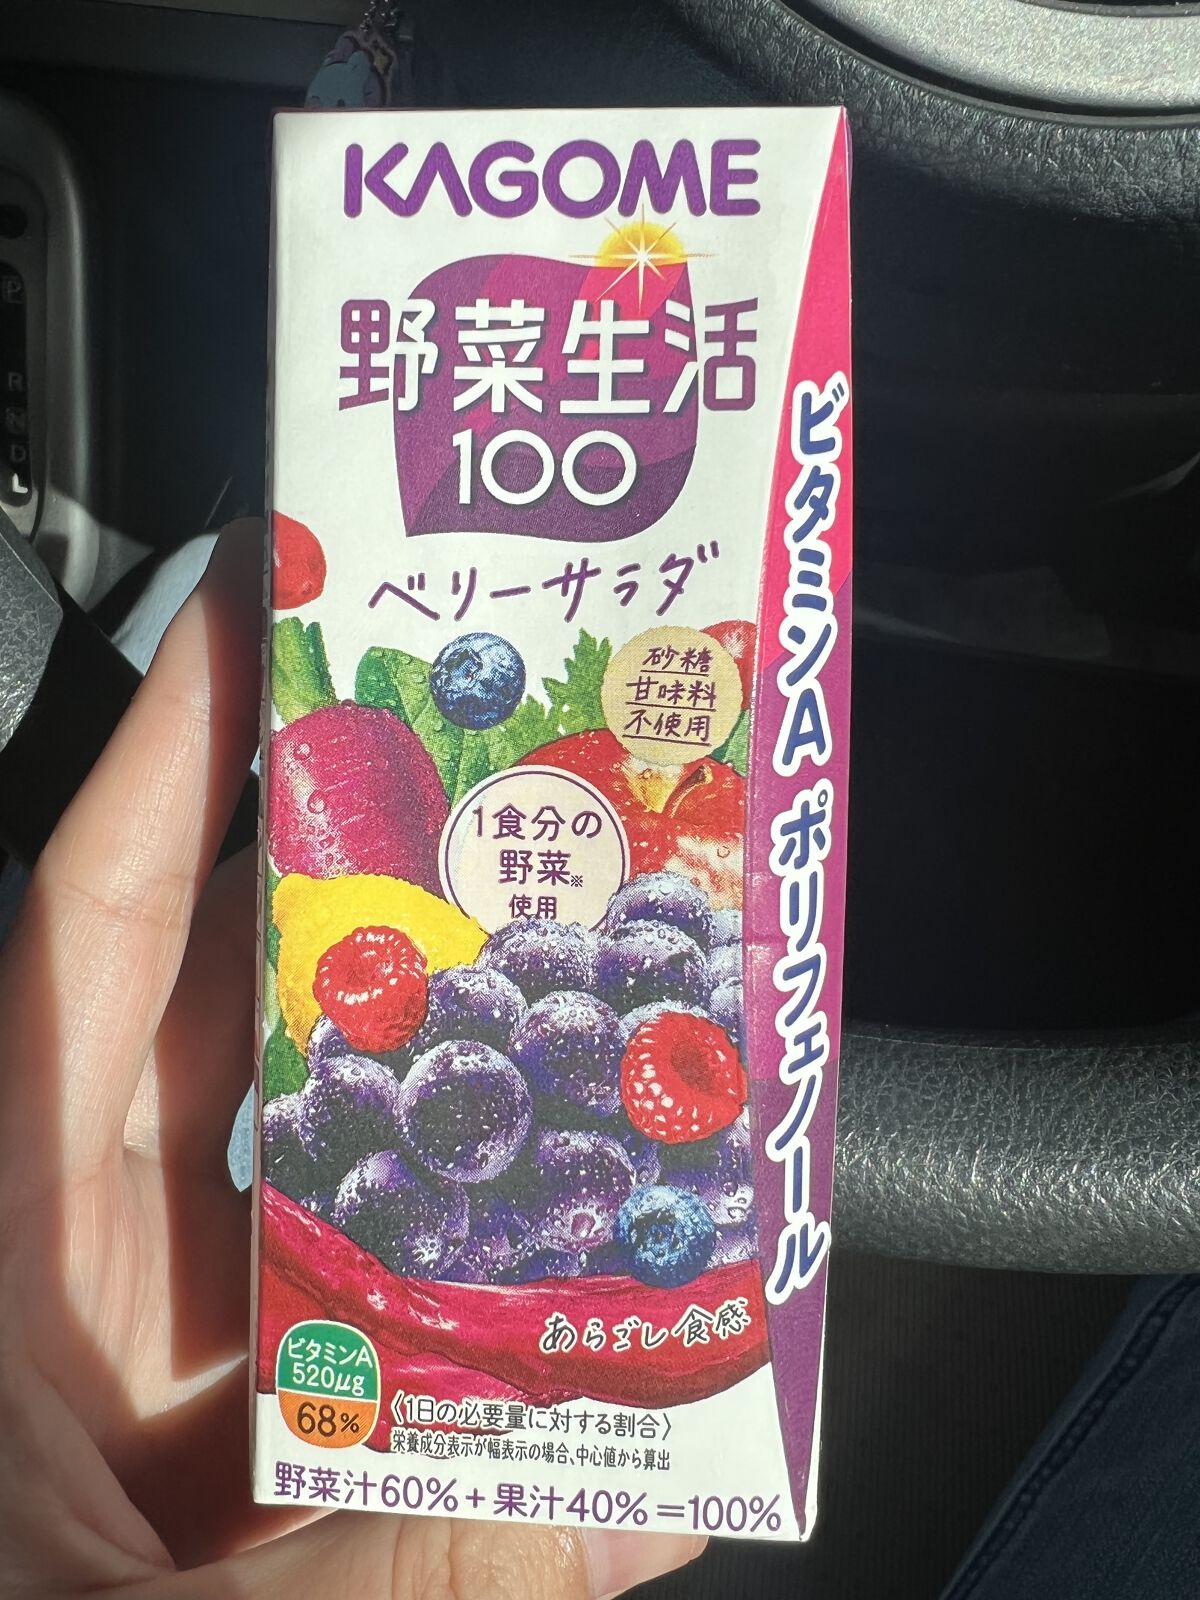 KAGOME
野菜生活
100
ベリーサラダ
砂糖
甘味料
不使用
1食分の
野菜※
使用
ビタミンA ポリフェノール
あらごし食感
ビタミンA
520μg
68%
〈1日の必要量に対する割合〉
栄養成分表示が幅表示の場合、中心値から算出
野菜汁60%+果汁40%=100%
P
R
N
D
L